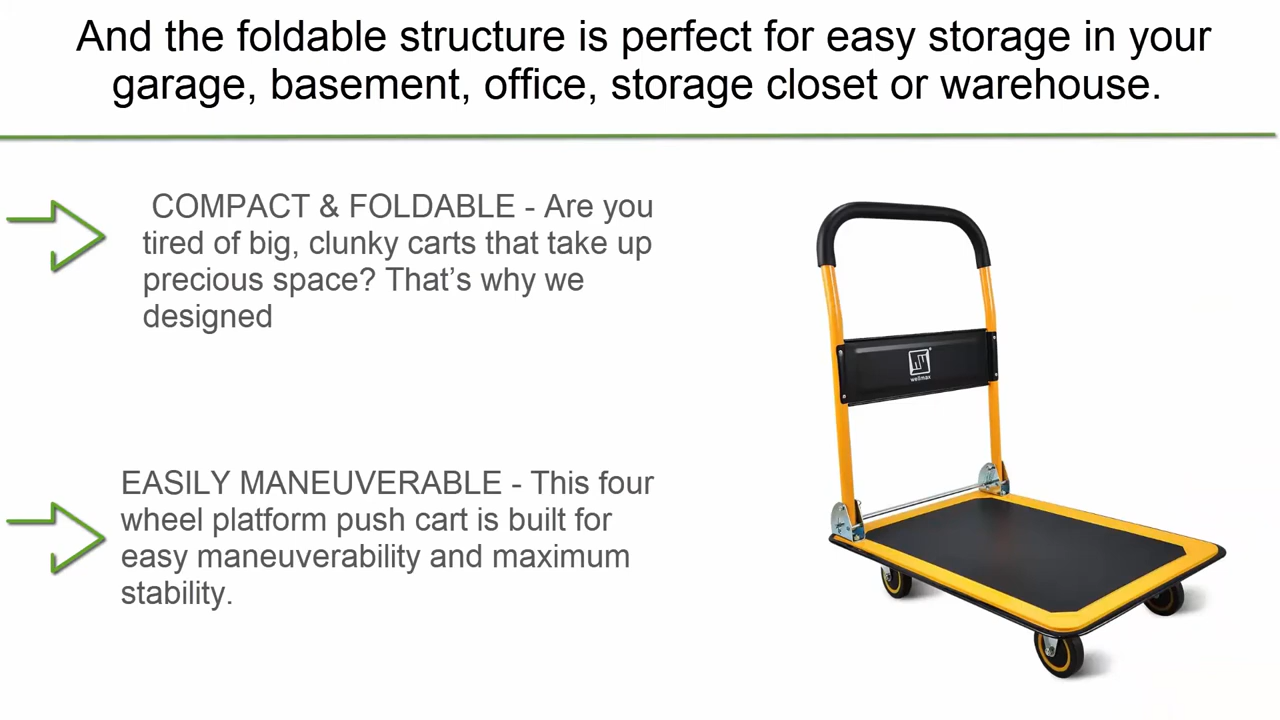 And the foldable structure is perfect for easy storage in your
garage, basement, office, storage closet or warehouse.
COMPACT & FOLDABLE - Are you
tired of big, clunky carts that take up
precious space? That’s why we
designed
EASILY MANEUVERABLE - This four
wheel platform push cart is built for
easy maneuverability and maximum
stability.
wellmax